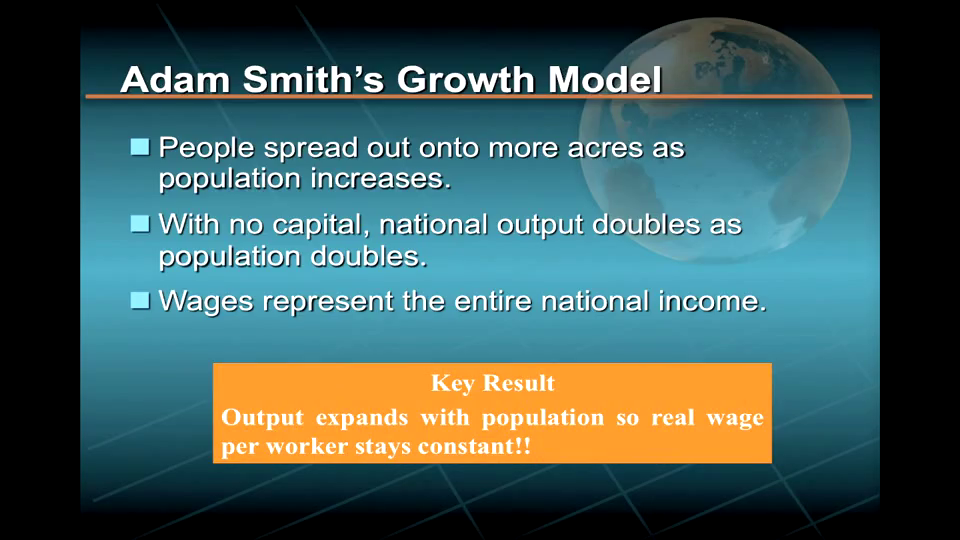 Adam Smith's Growth Model
People spread out onto more acres as
population increases.
With no capital, national output doubles as
population doubles.
Wages represent the entire national income.
Key Result
Output expands with population so real wage
per worker stays constant!!